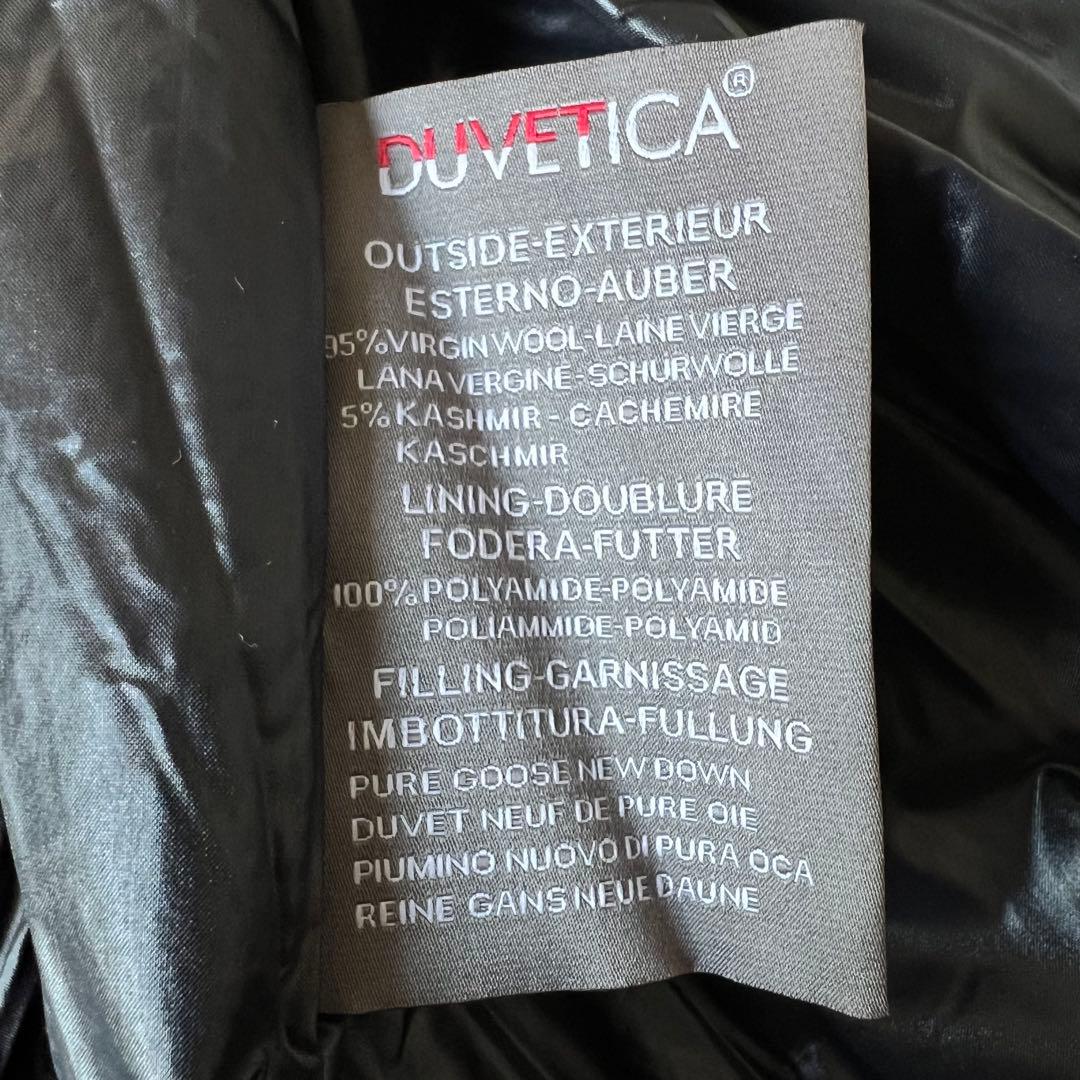 DUVETICA®
OUTSIDE-EXTERIEUR
ESTERNO-AUBER
95%VIRGIN WOOL-LAINE VIERGE
LANA VERGINE-SCHURWOLLE
5% KASHMIR - CACHEMIRE
KASCHMIR
LINING-DOUBLURE
FODERA-FUTTER
100% POLYAMIDE-POLYAMIDE
POLIAMMIDE-POLYAMID
FILLING-GARNISSAGE
IMBOTTITURA-FULLUNG
PURE GOOSE NEW DOWN
DUVET NEUF DE PURE OIE
PIUMINO NUOVO DI PURA OCA
REINE GANS NEUE DAUNE